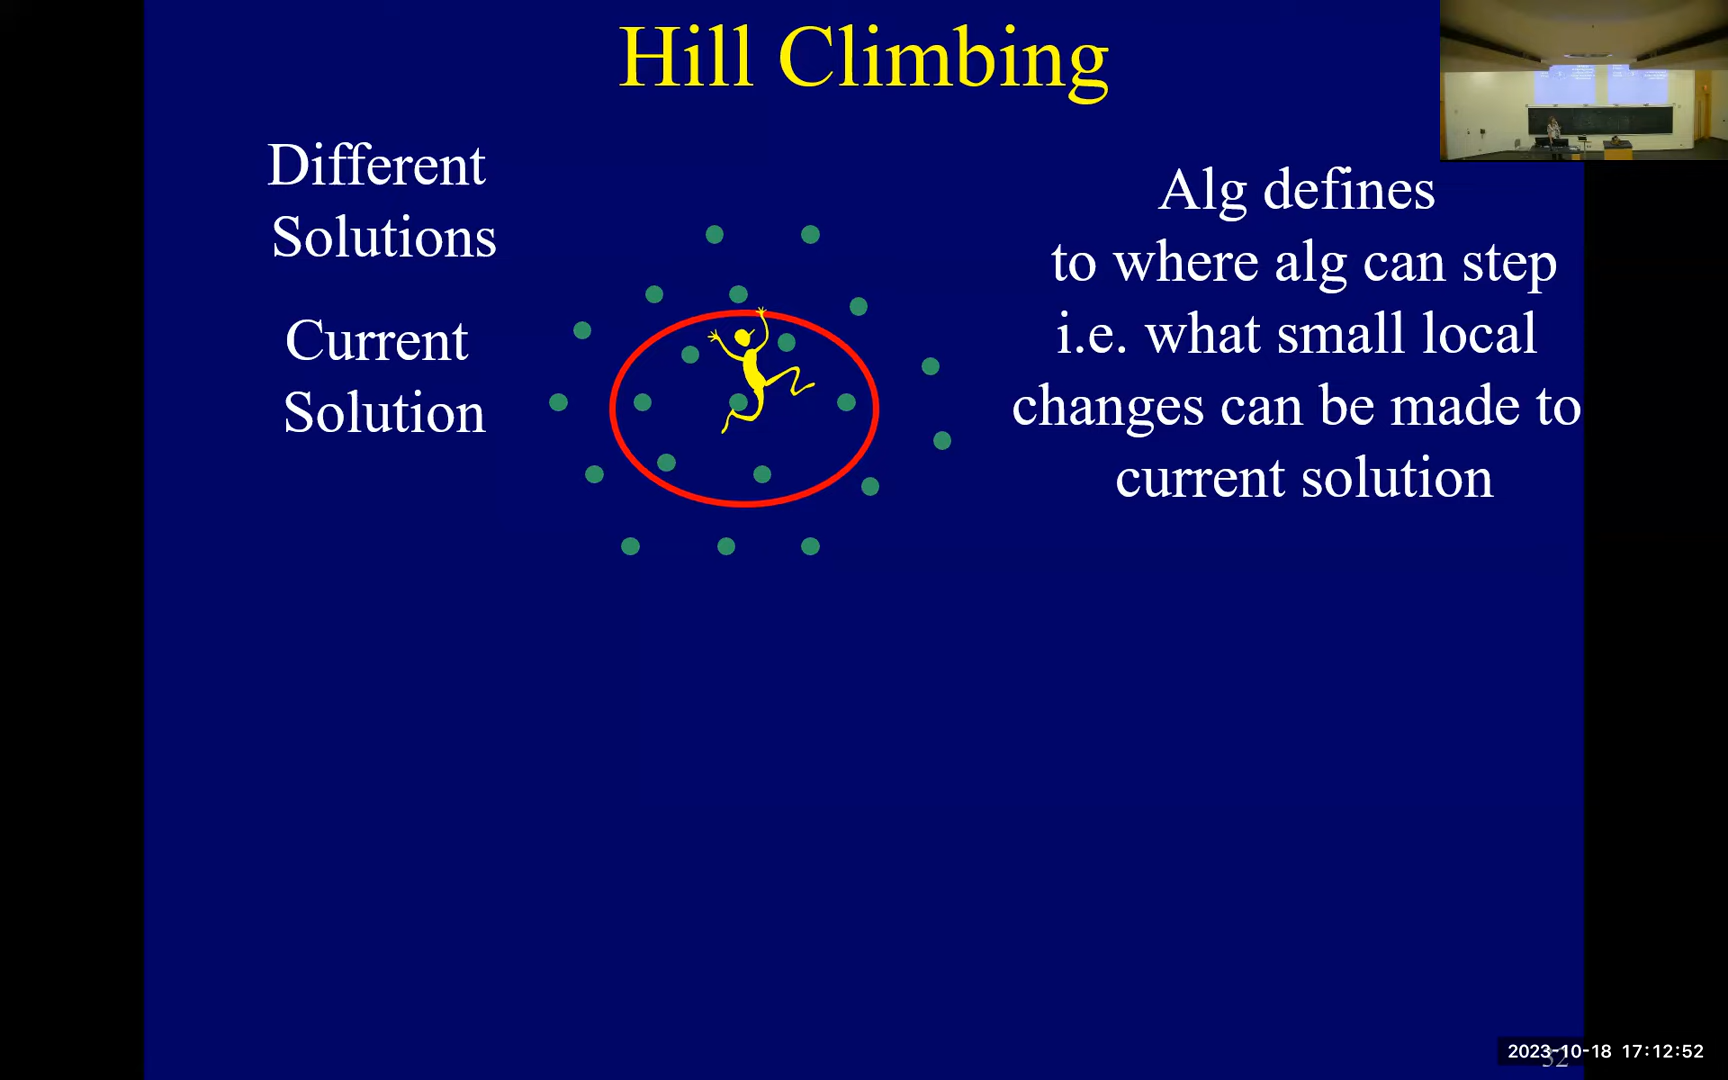 Hill Climbing
Different
Solutions
Current
Solution
Alg defines
to where alg can step
i.e. what small local
changes can be made to
current solution
2023-10-18 17:12:52